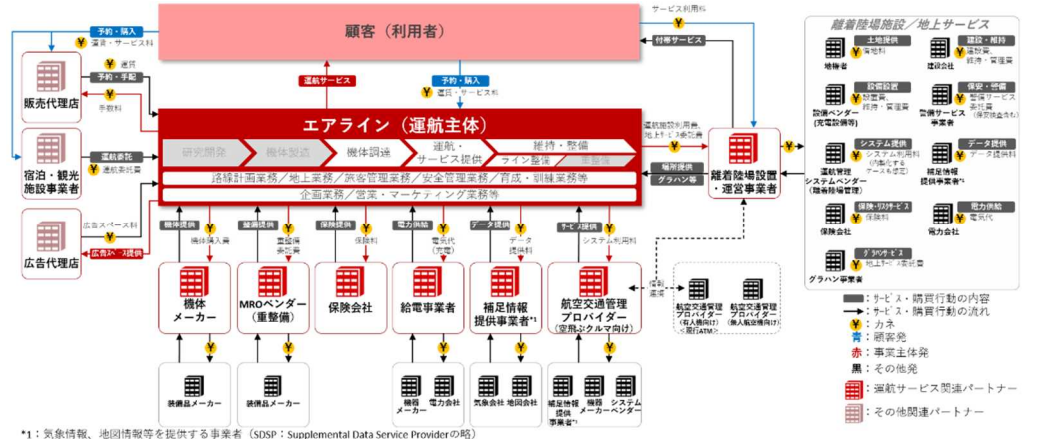 顧客（利用者）
サービス利用料
付帯サービス
予約・購入
運賃・サービス料
運賃
予約・手配
手数料
販売代理店
運航サービス
予約・購入
運賃・サービス料
エアライン（運航主体）
研究開発
機体製造
機体調達
運航・
サービス提供
維持・整備
ライン整備
重整備
路線計画業務/地上業務/旅客管理業務/安全管理業務/育成・訓練業務等
企画業務/営業・マーケティング業務等
運航委託
運航委託費
宿泊・観光
施設事業者
広告スペース料
広告スペース提供
広告代理店
運航施設利用費、
地上サービス委託費
場所提供
グラハン等
離着陸場設置
・運営事業者
機体提供
機体購入費
整備提供
重整備
委託費
保険提供
保険料
電力供給
電気代
(充電)
データ提供
データ
提供料
サービス提供
システム利用料
機体
メーカー
MROベンダー
(重整備)
保険会社
給電事業者
補足情報
提供事業者*1
航空交通管理
プロバイダー
(空飛ぶクルマ向け)
情報
連携
航空交通管理
プロバイダー
(有人機向け)
<現行ATM>
航空交通管理
プロバイダー
(無人航空機向け)
装備品メーカー
装備品メーカー
機器
メーカー
電力会社
気象会社
地図会社
補足情報
提供
事業者*1
機器
メーカー
システム
ベンダー
離着陸場施設／地上サービス
土地提供
借地料
地権者
建設・維持
建設費、
維持・管理費
建設会社
設備設置
設置費、
維持・管理費
設備ベンダー
(充電設備等)
保安・警備
警備サービス
委託費
(保安検査含む)
警備サービス
事業者
システム提供
システム利用料
(内製化する
ケースも想定)
運航管理
システムベンダー
(離着陸場管理)
データ提供
データ提供料
補足情報
提供事業者*1
保険・リスクサービス
保険料
保険会社
電力供給
電気代
電力会社
グラハンサービス
地上サービス委託費
グラハン事業者
：サービス・購買行動の内容
：サービス・購買行動の流れ
¥：カネ
青：顧客発
赤：事業主体発
黒：その他発
：運航サービス関連パートナー
：その他関連パートナー
*1：気象情報、地図情報等を提供する事業者（SDSP：Supplemental Data Service Providerの略）